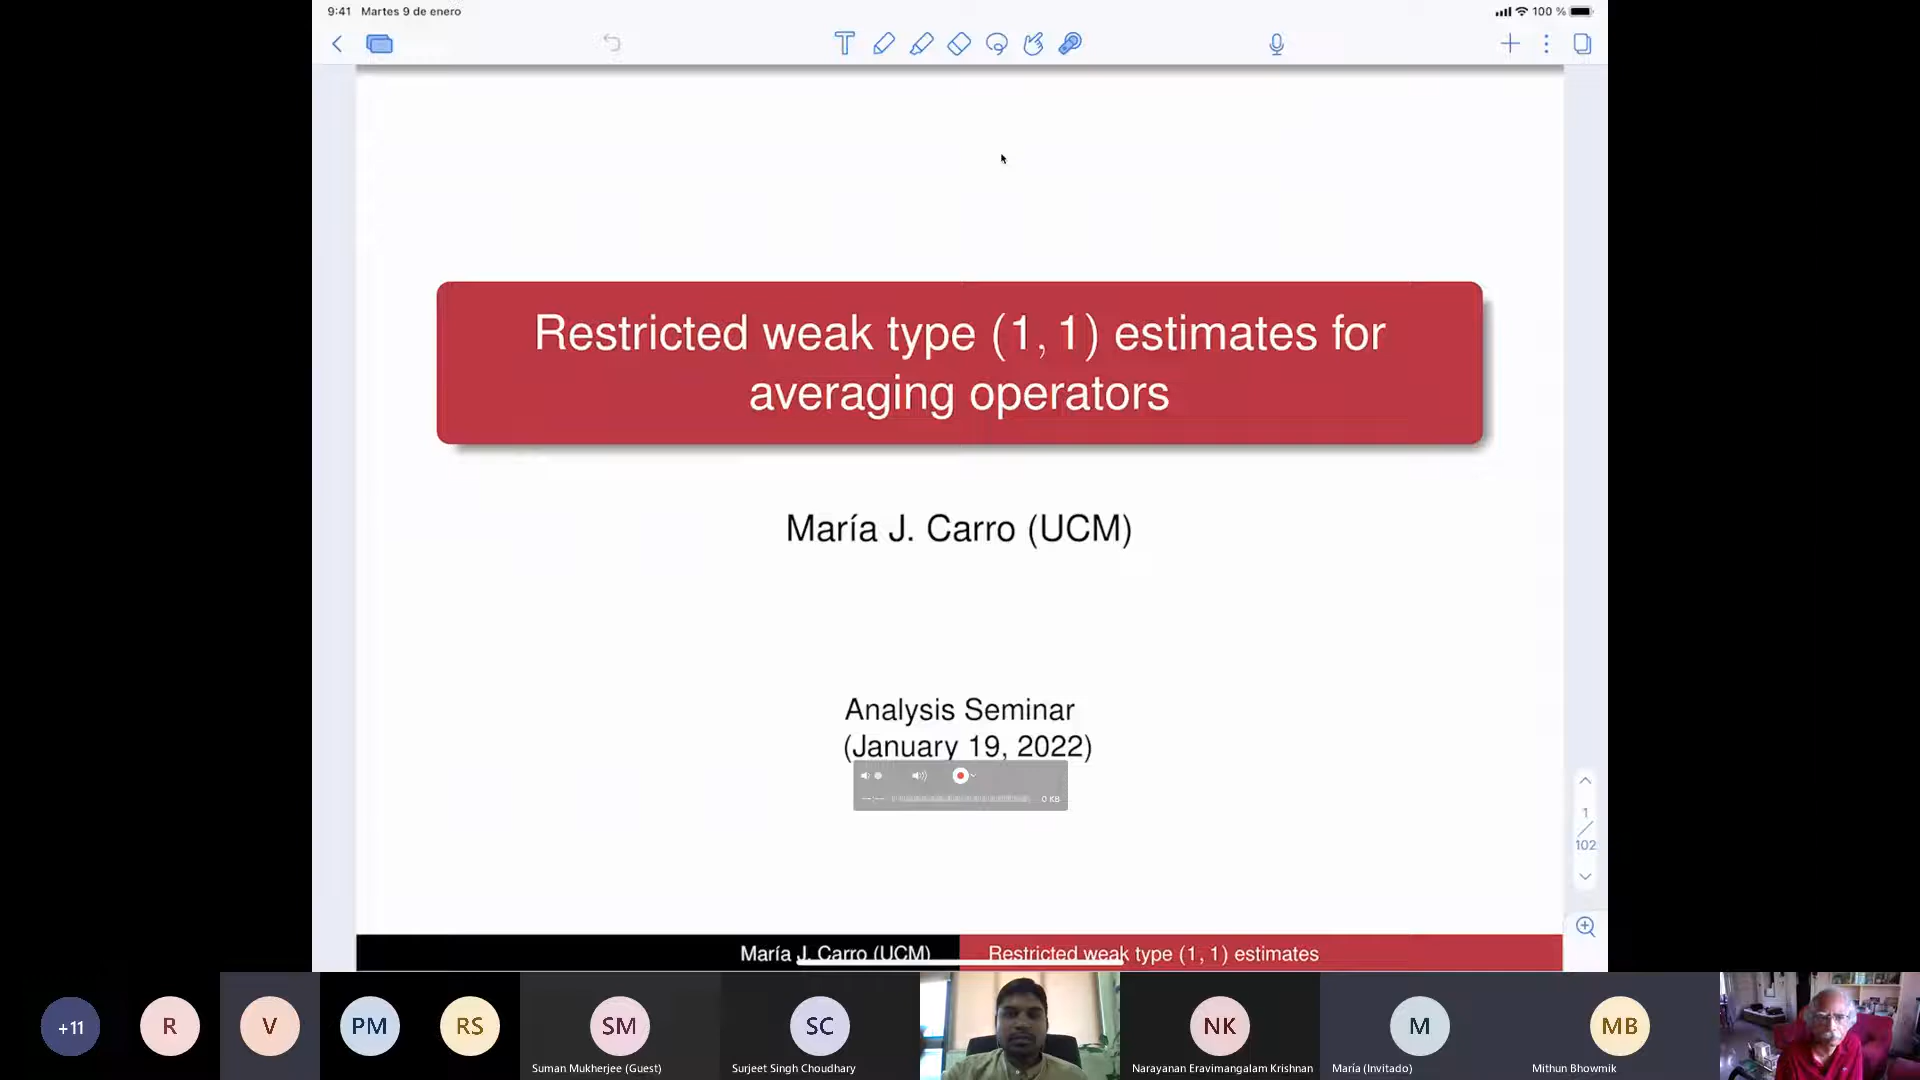 9:41 Martes 9 de enero
100 %
Restricted weak type (1, 1) estimates for
averaging operators
María J. Carro (UCM)
Analysis Seminar
(January 19, 2022)
0 KB
1
102
María J. Carro (UCM)
Restricted weak type (1, 1) estimates
+11
R
V
PM
RS
SM
SC
NK
M
MB
Suman Mukherjee (Guest)
Surjeet Singh Choudhary
Narayanan Eravimangalam Krishnan
María (Invitado)
Mithun Bhowmik